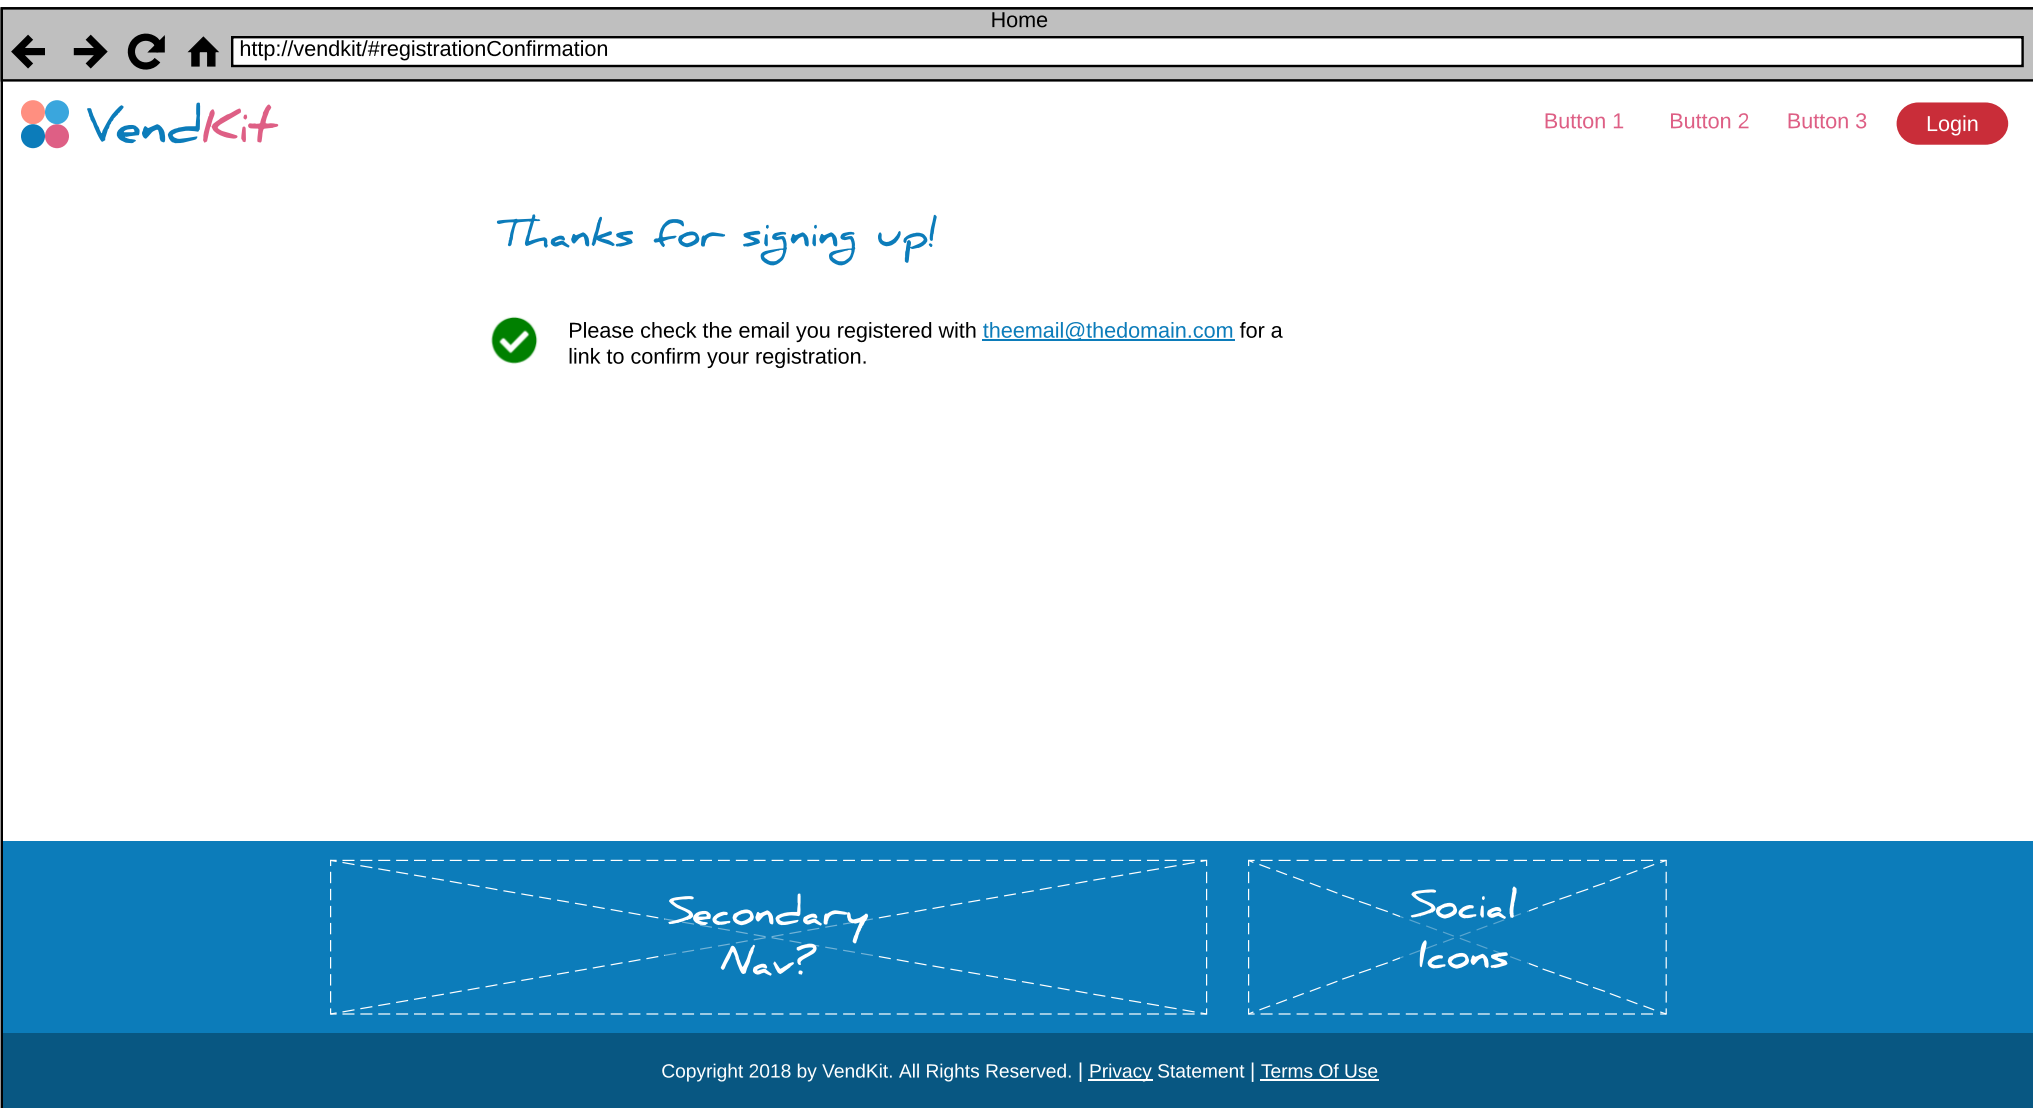 Home
http://vendkit/#registrationConfirmation
VendKit
Button 1 Button 2 Button 3 Login
Thanks for signing up!
Please check the email you registered with theemail@thedomain.com for a
link to confirm your registration.
Secondary
Nav?
Social
Icons
Copyright 2018 by VendKit. All Rights Reserved. | Privacy Statement | Terms Of Use